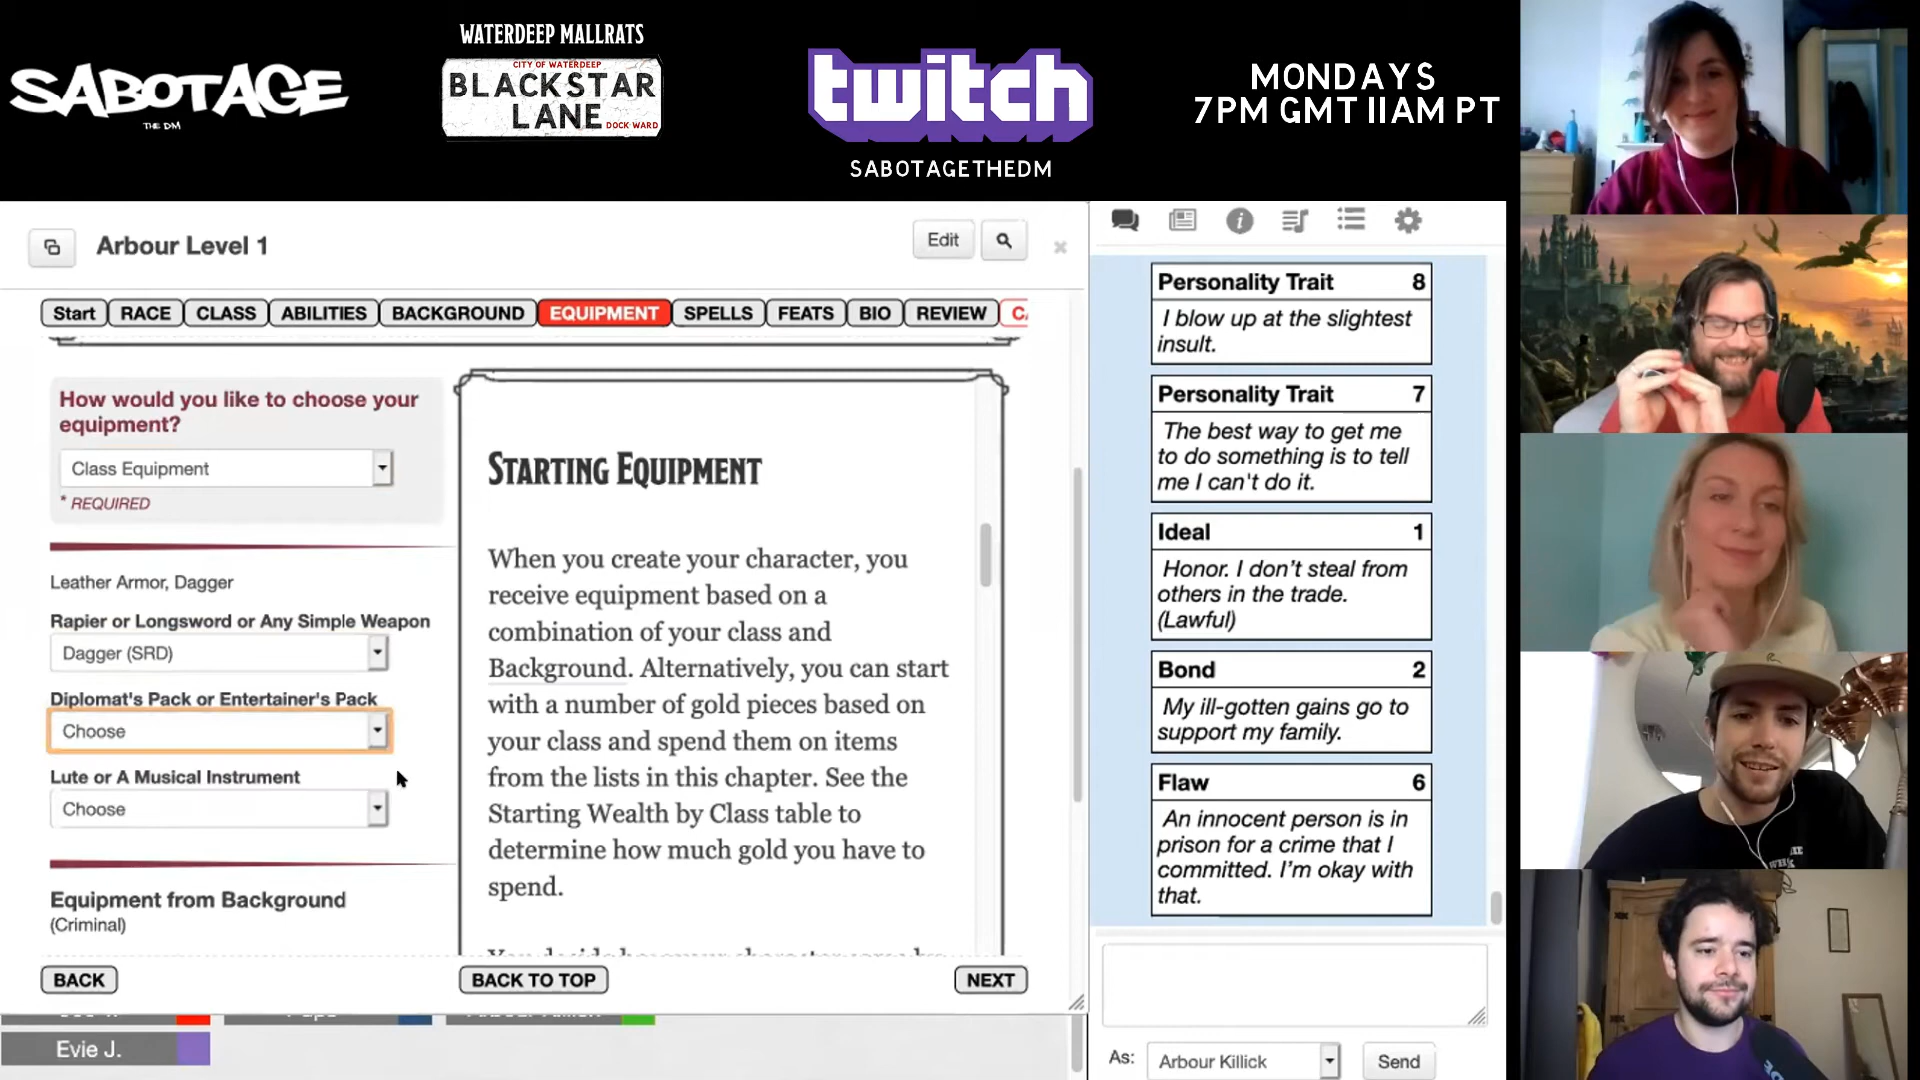 SABOTAGE
THE DM
WATERDEEP MALLRATS
CITY OF WATERDEEP
BLACKSTAR
LANE
DOCK WARD
twitch
SABOTAGETHEDM
MONDAYS
7PM GMT 11AM PT
Arbour Level 1
Edit
Start
RACE
CLASS
ABILITIES
BACKGROUND
EQUIPMENT
SPELLS
FEATS
BIO
REVIEW
How would you like to choose your
equipment?
Class Equipment
* REQUIRED
Leather Armor, Dagger
Rapier or Longsword or Any Simple Weapon
Dagger (SRD)
Diplomat's Pack or Entertainer's Pack
Choose
Lute or A Musical Instrument
Choose
Equipment from Background
(Criminal)
STARTING EQUIPMENT
When you create your character, you
receive equipment based on a
combination of your class and
Background. Alternatively, you can start
with a number of gold pieces based on
your class and spend them on items
from the lists in this chapter. See the
Starting Wealth by Class table to
determine how much gold you have to
spend.
BACK
BACK TO TOP
NEXT
Evie J.
Personality Trait 8
I blow up at the slightest
insult.
Personality Trait 7
The best way to get me
to do something is to tell
me I can't do it.
Ideal 1
Honor. I don't steal from
others in the trade.
(Lawful)
Bond 2
My ill-gotten gains go to
support my family.
Flaw 6
An innocent person is in
prison for a crime that I
committed. I'm okay with
that.
As:
Arbour Killick
Send